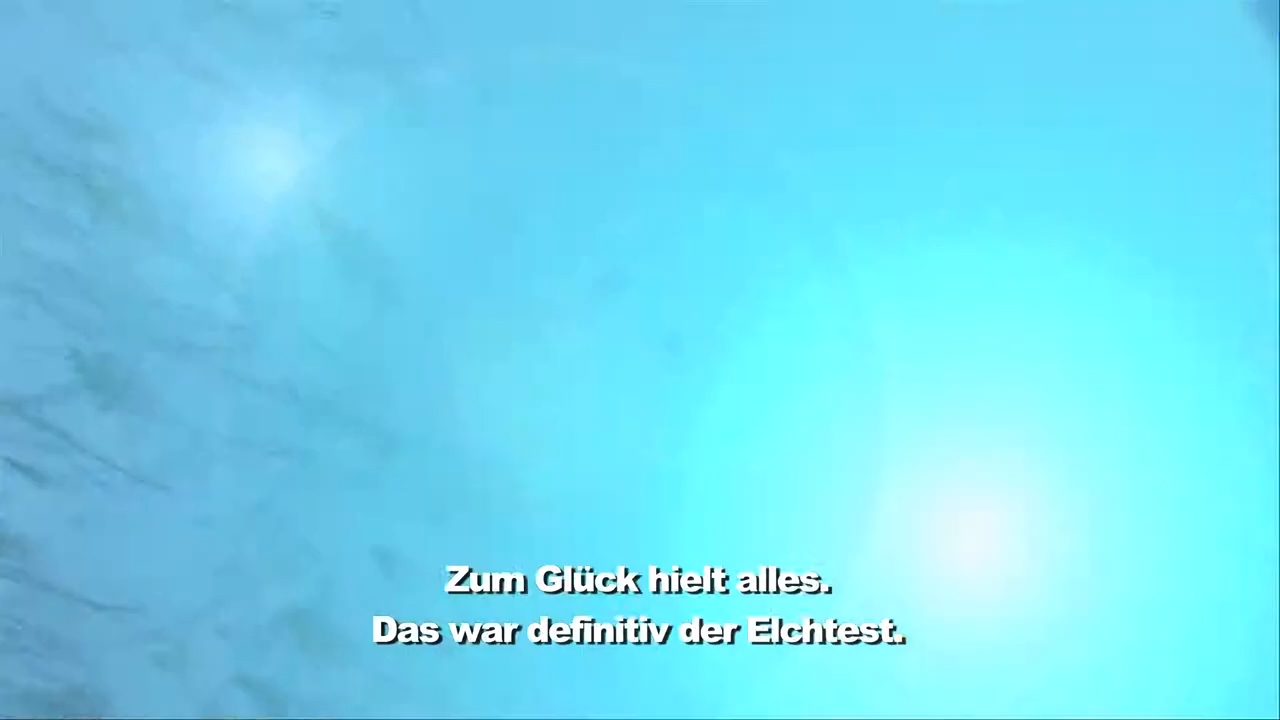 Zum Glück hielt alles.
Das war definitiv der Elchtest.